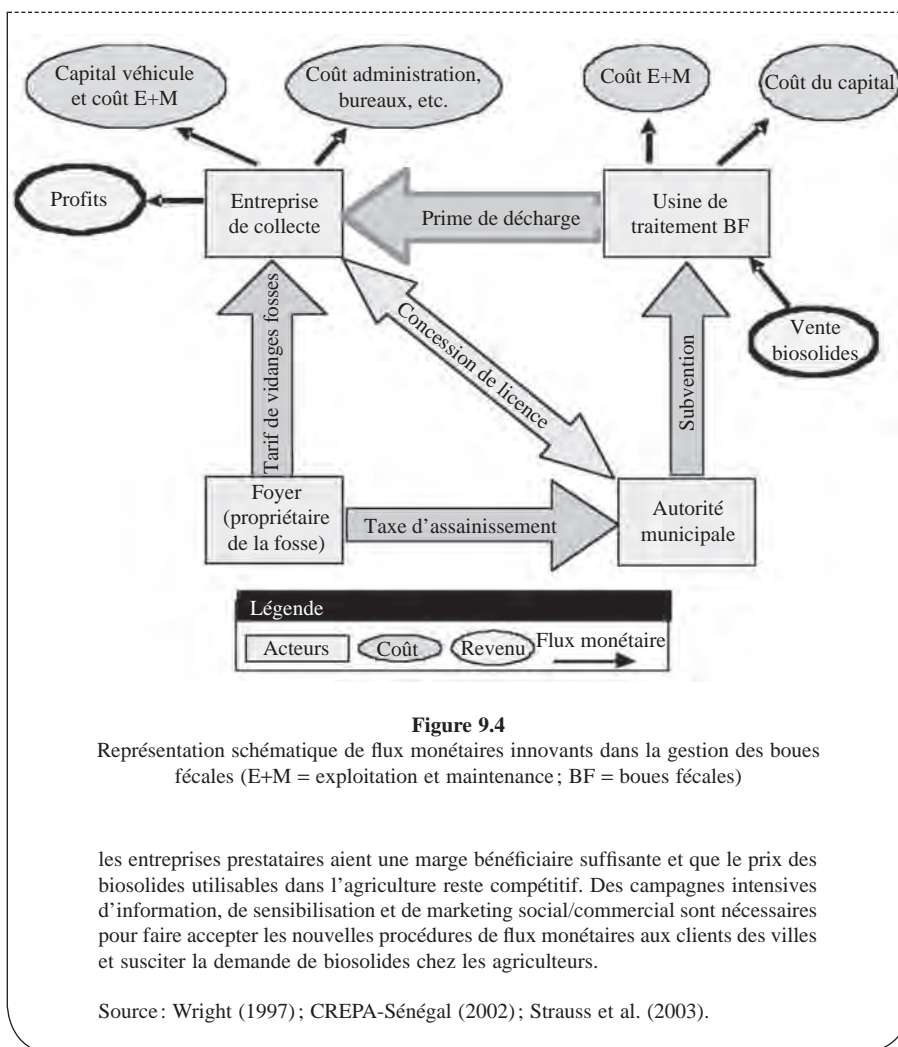 Capital véhicule
et coût E+M
Coût administration,
bureaux, etc.
Coût E+M
Coût du capital
Profits
Entreprise
de collecte
Prime de décharge
Usine de
traitement BF
Vente
biosolides
Tarif de vidanges fosses
Concession de licence
Subvention
Foyer
(propriétaire
de la fosse)
Taxe d'assainissement
Autorité
municipale
Légende
Acteurs
Coût
Revenu
Flux monétaire
Figure 9.4
Représentation schématique de flux monétaires innovants dans la gestion des boues
fécales (E+M = exploitation et maintenance ; BF = boues fécales)
les entreprises prestataires aient une marge bénéficiaire suffisante et que le prix des
biosolides utilisables dans l'agriculture reste compétitif. Des campagnes intensives
d'information, de sensibilisation et de marketing social/commercial sont nécessaires
pour faire accepter les nouvelles procédures de flux monétaires aux clients des villes
et susciter la demande de biosolides chez les agriculteurs.
Source : Wright (1997) ; CREPA-Sénégal (2002) ; Strauss et al. (2003).